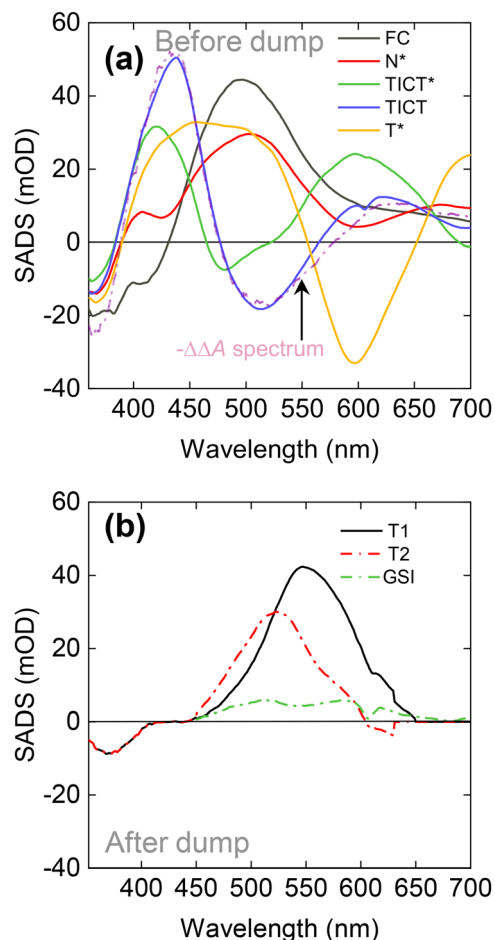 60
Before dump
(a)
FC
N*
TICT*
TICT
T*
40
20
0
-20
-40
SADS (mOD)
-ΔΔA spectrum
400 450 500 550 600 650 700
Wavelength (nm)
60
(b)
T1
T2
GSI
40
20
0
-20
-40
SADS (mOD)
After dump
400 450 500 550 600 650 700
Wavelength (nm)